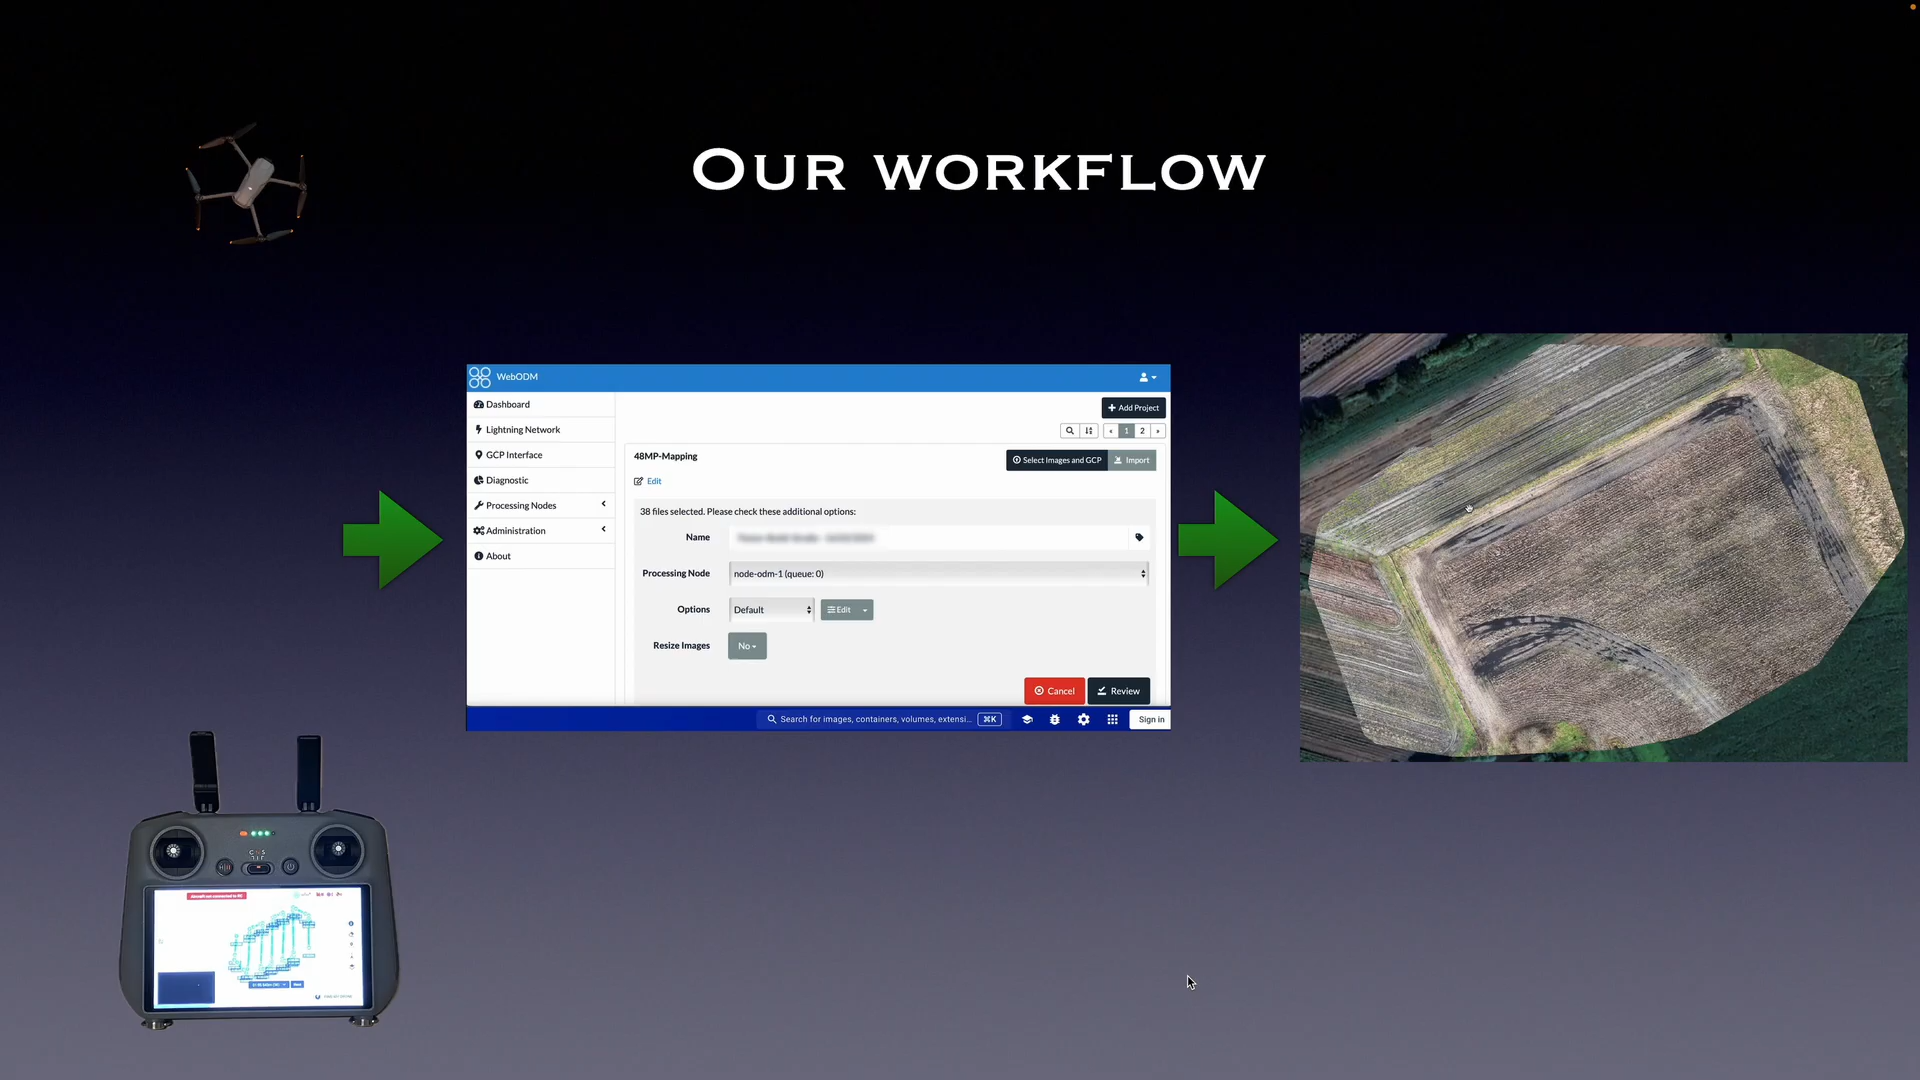 OUR WORKFLOW
WebODM
Dashboard
Lightning Network
GCP Interface
Diagnostic
Processing Nodes
Administration
About
Add Project
« 1 2 »
48MP-Mapping
Select Images and GCP
Import
Edit
38 files selected. Please check these additional options:
Name
Processing Node
node-odm-1 (queue: 0)
Options
Default
Edit
Resize Images
No
Cancel
Review
Search for images, containers, volumes, extensi...
⌘K
Sign in